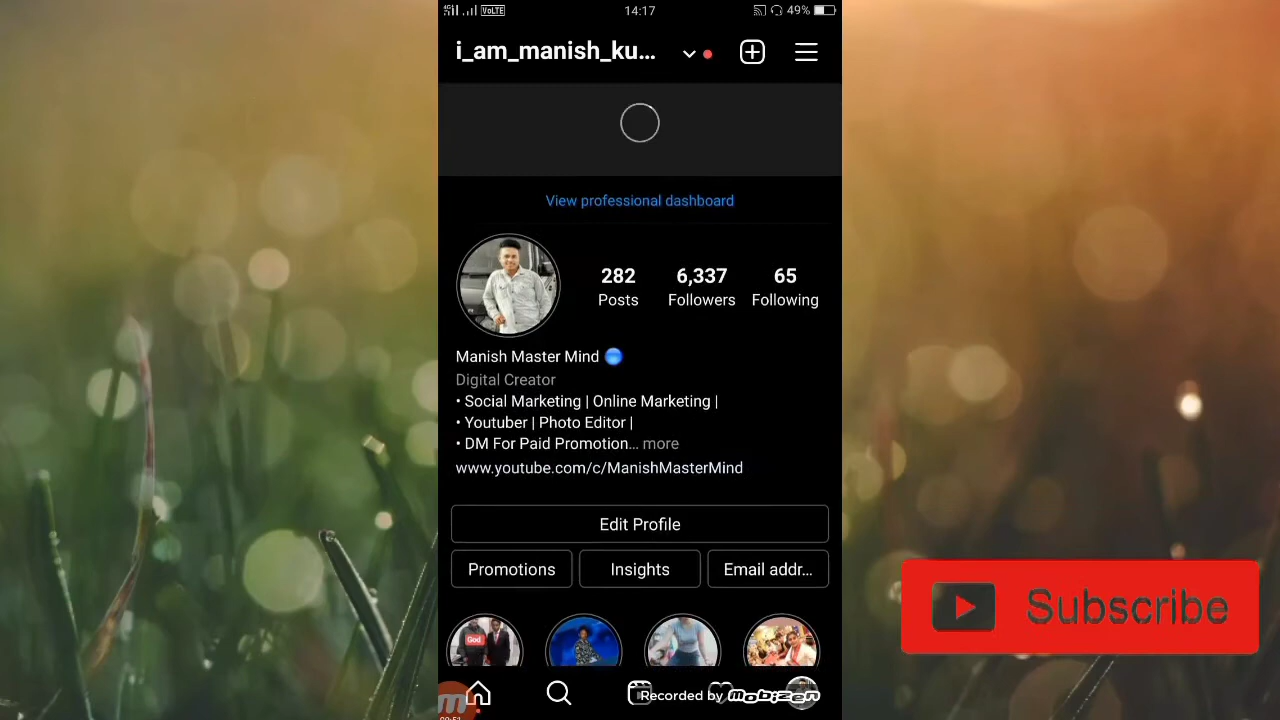 VoLTE
14:17
49%
i_am_manish_ku...
View professional dashboard
282 6,337 65
Posts Followers Following
Manish Master Mind
Digital Creator
• Social Marketing | Online Marketing |
• Youtuber | Photo Editor |
• DM For Paid Promotion... more
www.youtube.com/c/ManishMasterMind
Edit Profile
Promotions Insights Email addr...
God
Subscribe
Recorded by mobizen